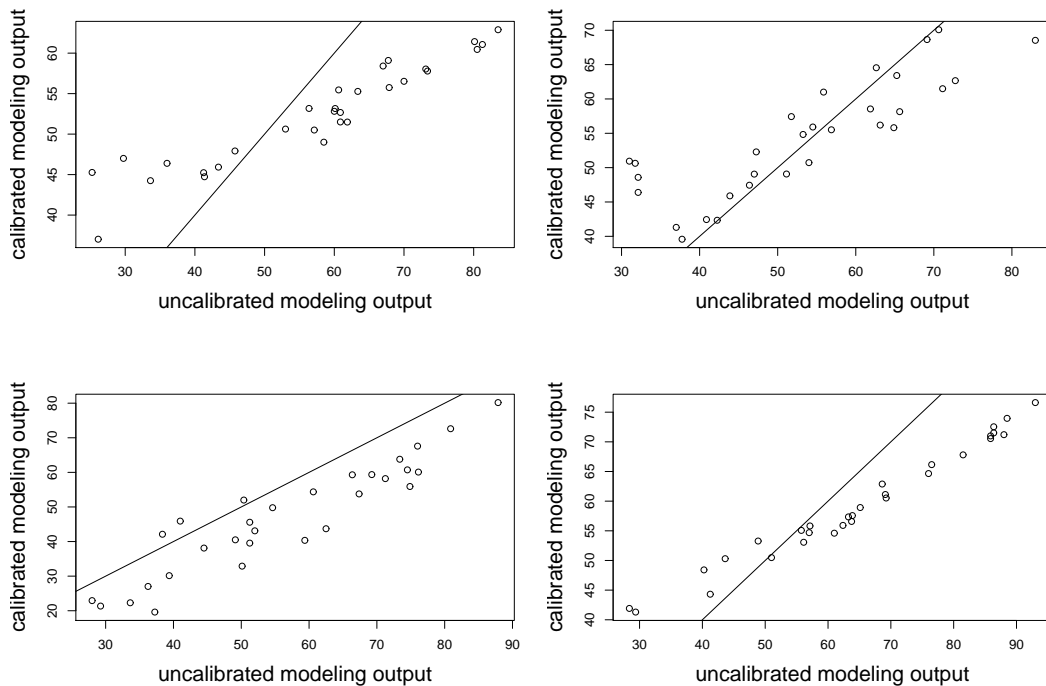 calibrated modeling output
40 50 60
30 40 50 60 70 80
uncalibrated modeling output
calibrated modeling output
40 45 50 55 60 65 70
30 40 50 60 70 80
uncalibrated modeling output
calibrated modeling output
20 30 40 50 60 70 80
30 40 50 60 70 80 90
uncalibrated modeling output
calibrated modeling output
40 45 50 55 60 65 70 75
30 40 50 60 70 80 90
uncalibrated modeling output